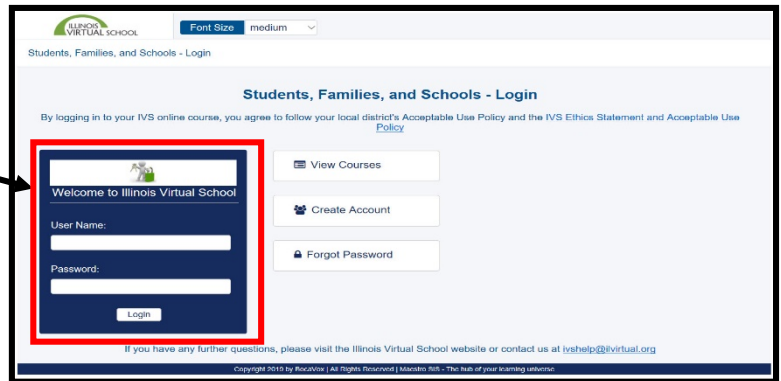 ILLINOIS
VIRTUAL SCHOOL
Font Size medium
Students, Families, and Schools - Login
Students, Families, and Schools - Login
By logging in to your IVS online course, you agree to follow your local district's Acceptable Use Policy and the IVS Ethics Statement and Acceptable Use
Policy
Welcome to Illinois Virtual School
User Name:
Password:
Login
View Courses
Create Account
Forgot Password
If you have any further questions, please visit the Illinois Virtual School website or contact us at ivshelp@ilvirtual.org
Copyright 2019 by BocaVox | All Rights Reserved | Maestro SIS - The hub of your learning universe